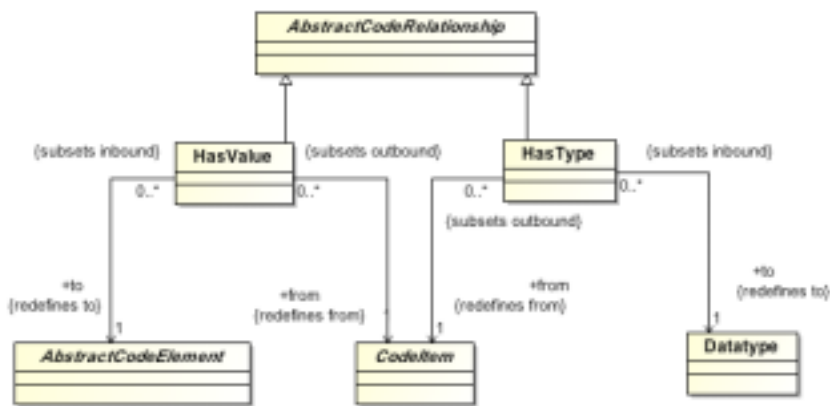 AbstractCodeRelationship
{subsets inbound}
HasValue
{subsets outbound}
HasType
{subsets inbound}
0..*
0..*
0..*
0..*
{subsets outbound}
+to
{redefines to}
+from
{redefines from}
+from
{redefines from}
+to
{redefines to}
1
1
1
AbstractCodeElement
CodeItem
Datatype